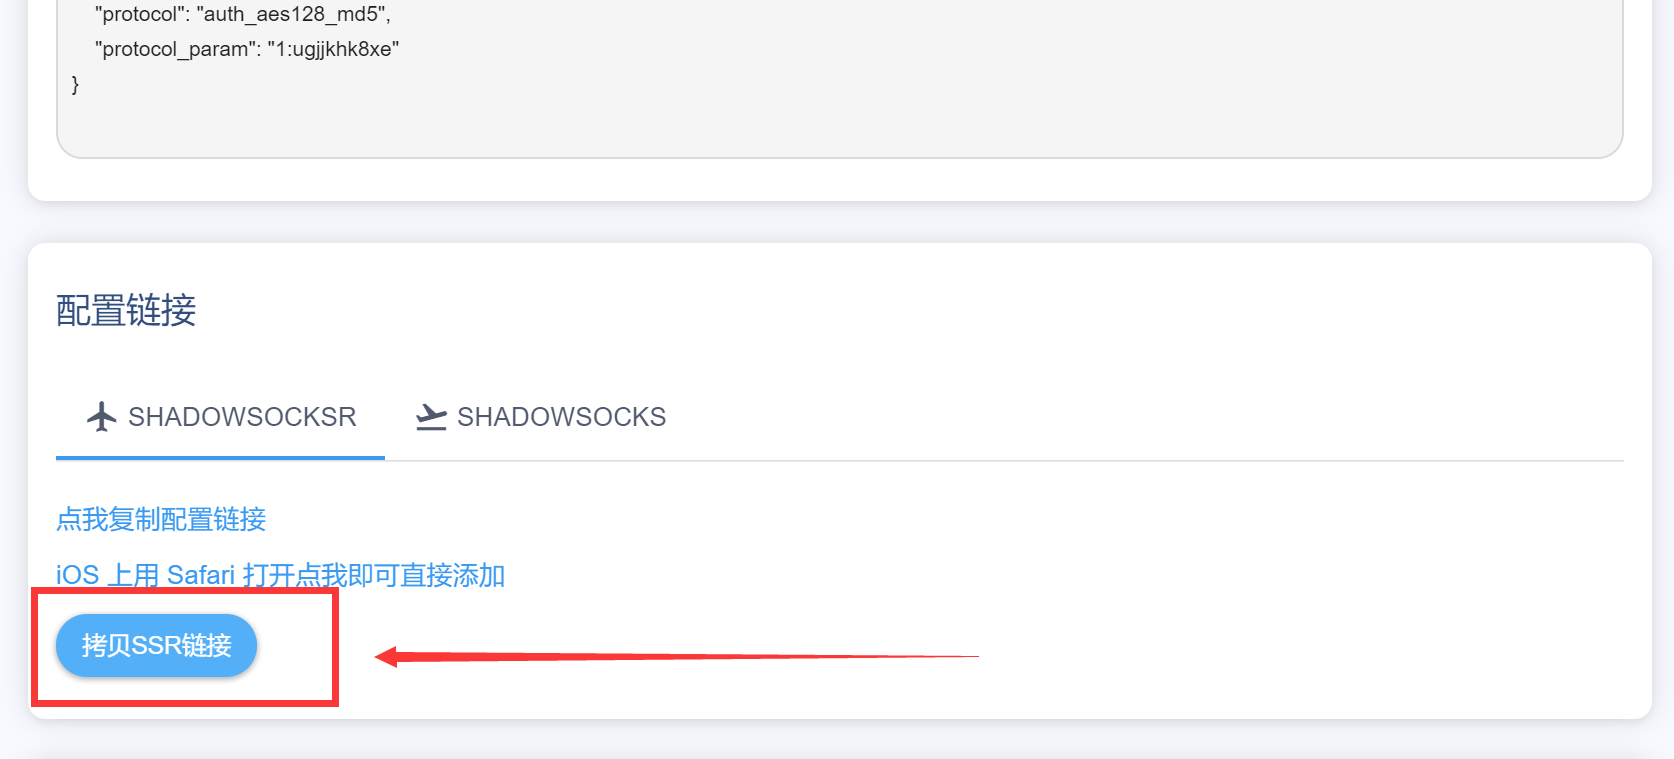 "protocol": "auth_aes128_md5",
"protocol_param": "1:ugjjkhk8xe"
}
配置链接
SHADOWSOCKSR SHADOWSOCKS
点我复制配置链接
iOS 上用 Safari 打开点我即可直接添加
拷贝SSR链接